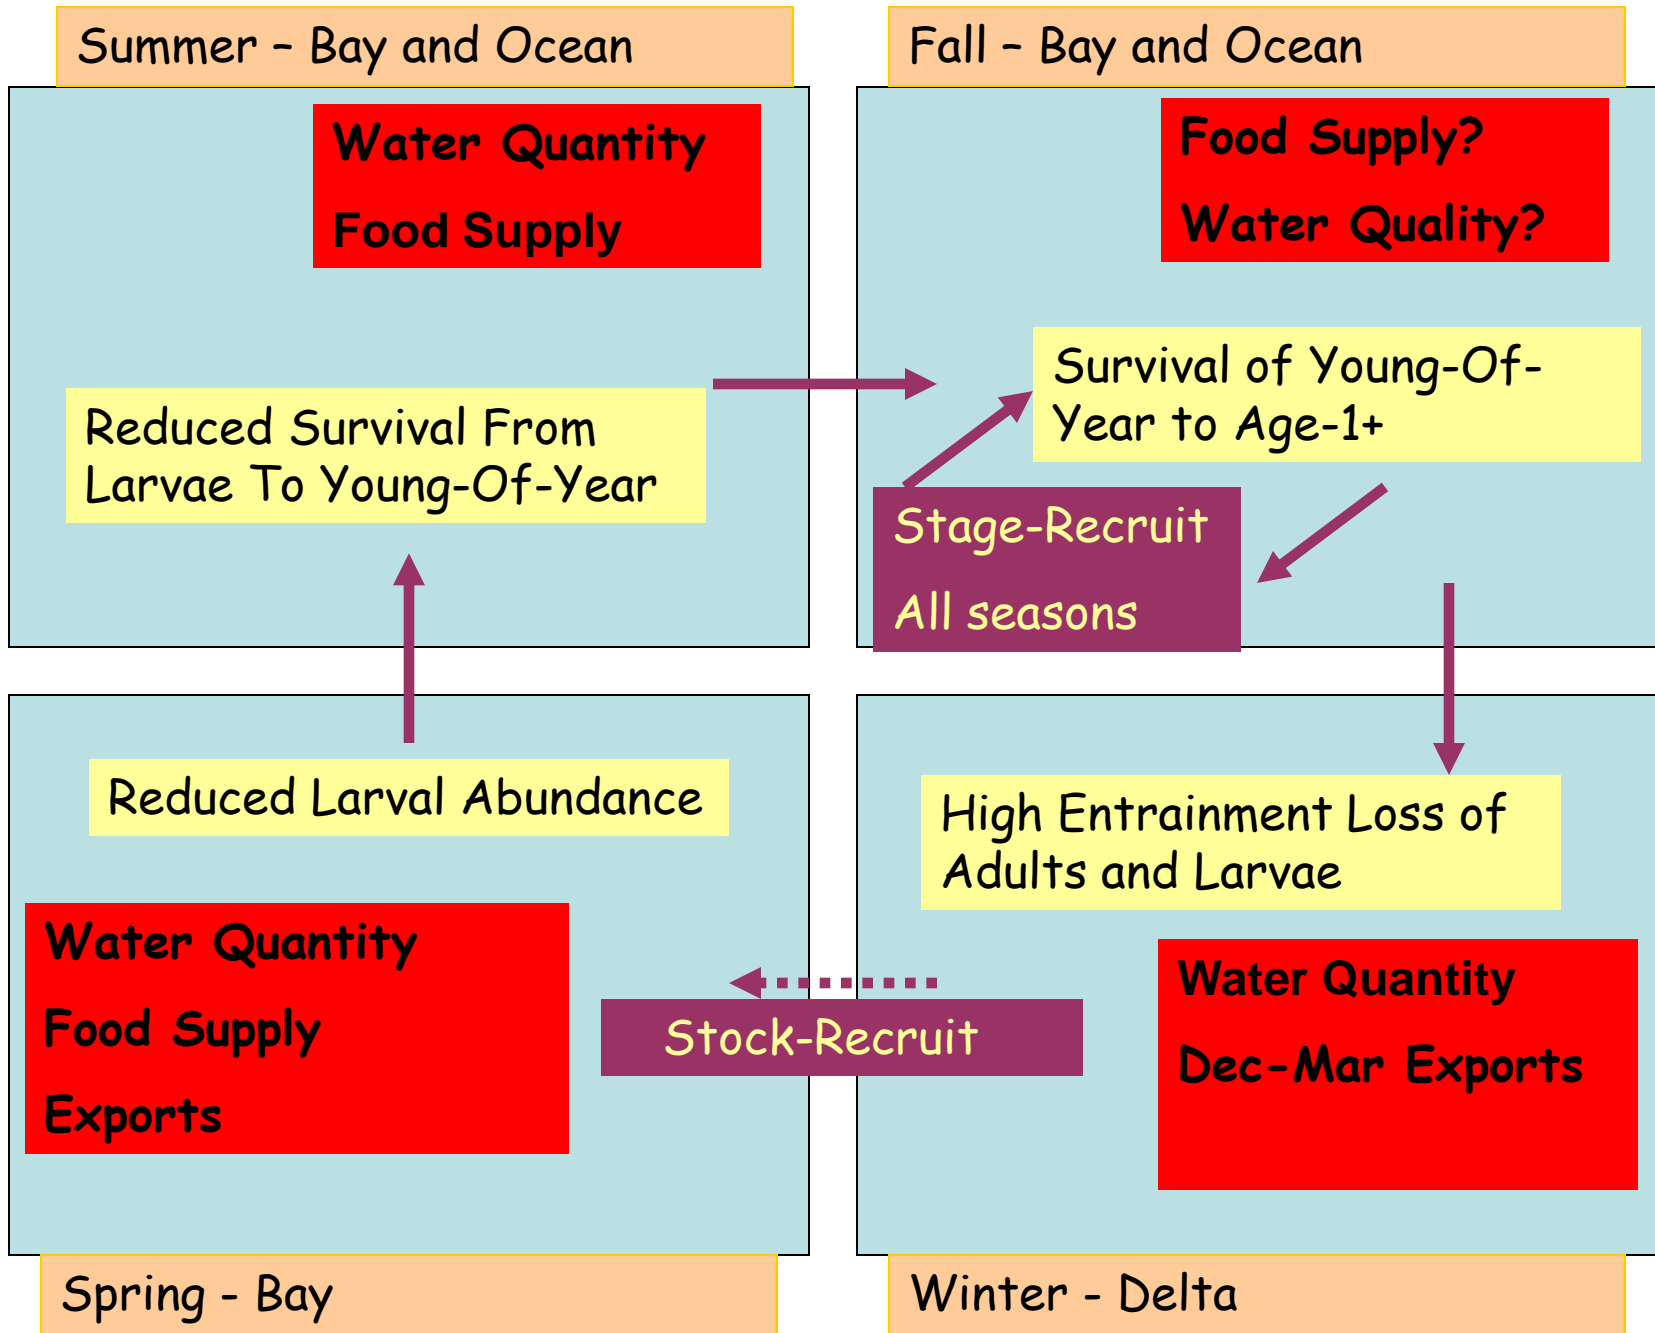 Summer – Bay and Ocean
Water Quantity
Food Supply
Reduced Survival From
Larvae To Young-Of-Year
Fall – Bay and Ocean
Food Supply?
Water Quality?
Survival of Young-Of-
Year to Age-1+
Stage-Recruit
All seasons
Reduced Larval Abundance
Water Quantity
Food Supply
Exports
Spring - Bay
Stock-Recruit
High Entrainment Loss of
Adults and Larvae
Water Quantity
Dec-Mar Exports
Winter - Delta